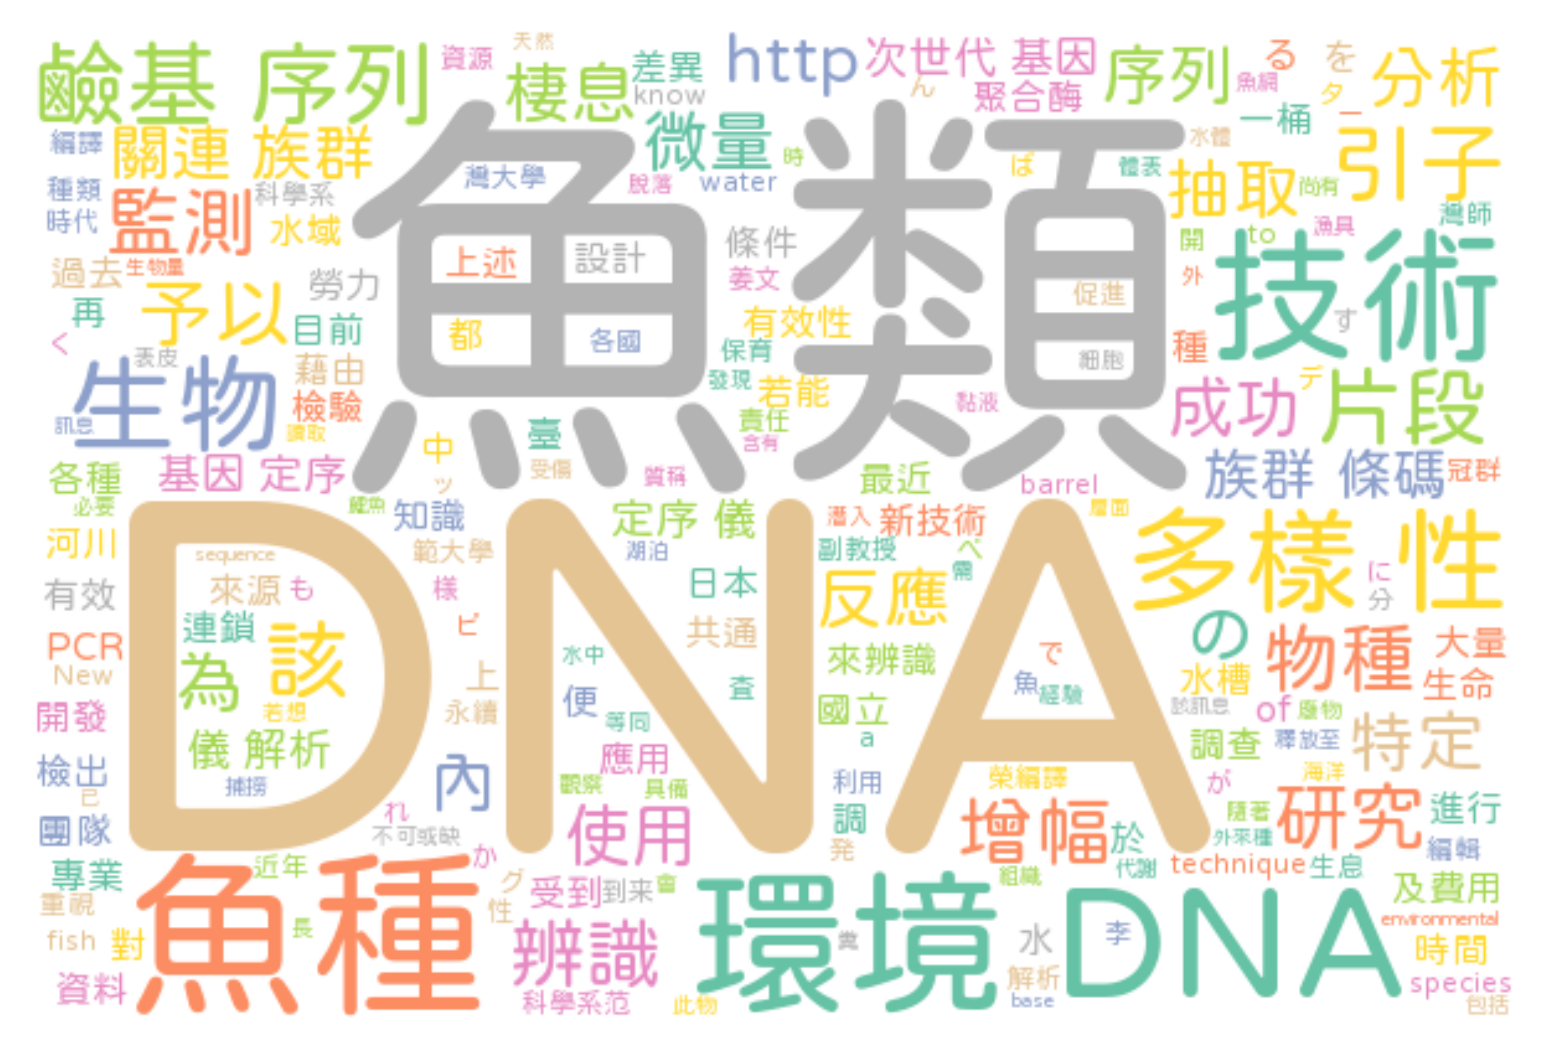 鹼基 序列
資源
天然
棲息
差異
know
http
次世代 基因
ん
聚合酶
序列
魚網
る
を
タ
分析
編譯
關連 族群
微量
時
一桶
ー
引子
水體
ば
體表
種類
科學系
灣大學
脫落
water
魚類
抽取
尚有
灣師
時代
監測
水域
條件
開
to
漁具
過去
生物量
勞力
上述
設計
姜文
外
促進
技術
再
予以
目前
都
各國
有效性
保育
種
す
く
表皮
藉由
細胞
生物
檢驗
發現
若能
黏液
成功
デ
片段
訊息
讀取
中
臺
責任
含有
各種
基因 定序
ッ
受傷
質稱
最近
barrel
族群 條碼
冠群
必要
鯉魚
知識
定序 儀
潛入
新技術
層面
多樣 性
河川
sequence
範大學
湖泊
副教授
べ
需
DNA
有效
來源
も
様
日本
反應
に
分
連鎖
該
ピ
共通
の
物種
大量
PCR
New
為
上
水中
查
來辨識
で
水槽
生命
開發
若想
永續
便
等同
國立
a
魚
經驗
該訊息
of
廢物
儀 解析
應用
調查
釋放至
特定
檢出
捕撈
內
觀察
具備
利用
榮編譯
が
海洋
已
れ
使用
調
増幅
於
隨著
研究
進行
團隊
不可或缺
発
外來種
編輯
專業
近年
か
代謝
technique
生息
魚種
グ
受到
到来
會
環境
DNA
組織
及費用
重視
性
environmental
fish
對
長
辨識
糞
水
李
時間
資料
解析
species
科學系范
此物
base
包括